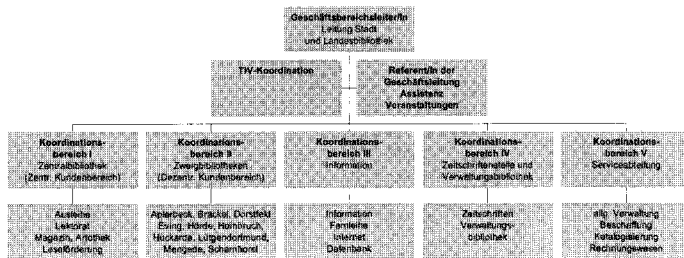 Geschäftsbereichsleiter/in
Leitung Stadt
und Landesbibliothek
TIV-Koordination
Referent/in der
Geschäftsleitung
Assistenz
Veranstaltungen
Koordinations-
bereich I
Zentralbibliothek
(Zentr. Kundenbereich)
Koordinations-
bereich II
Zweigbibliotheken
(Dezentr. Kundenbereich)
Koordinations-
bereich III
Information
Koordinations-
bereich IV
Zeitschriftenstelle und
Verwaltungsbibliothek
Koordinations-
bereich V
Serviceabteilung
Ausleihe
Lektorat
Magazin, Artothek
Leseförderung
Aplerbeck, Brackel, Dorstfeld
Eving, Hörde, Hombruch,
Huckarde, Lütgendortmund,
Mengede, Scharnhorst
Information
Fernleihe
Internet
Datenbank
Zeitschriften
Verwaltungs-
bibliothek
allg. Verwaltung
Beschaffung
Katalogisierung
Rechnungswesen